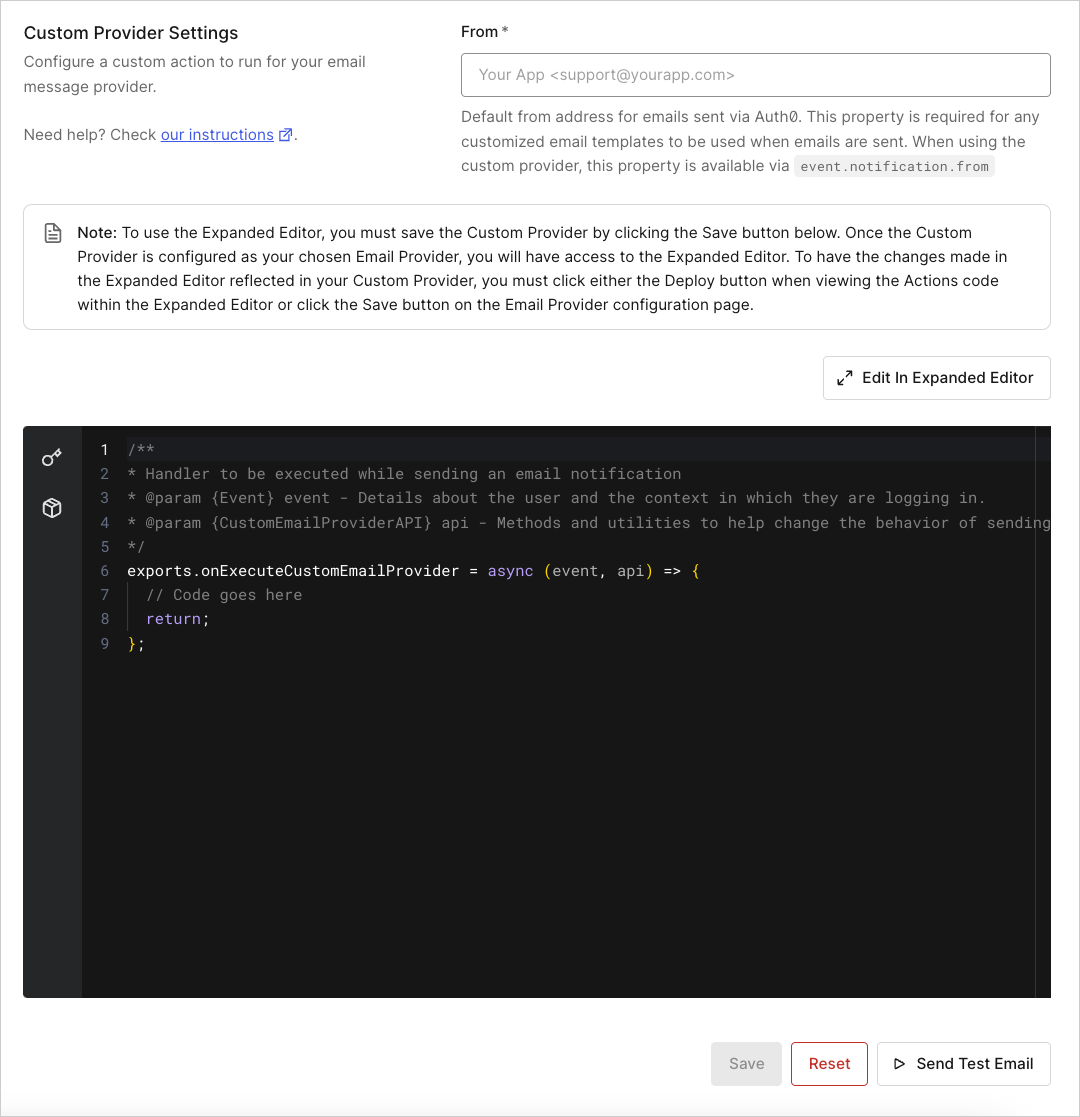 Custom Provider Settings
Configure a custom action to run for your email
message provider.
Need help? Check our instructions.
From *
Your App <support@yourapp.com>
Default from address for emails sent via Auth0. This property is required for any
customized email templates to be used when emails are sent. When using the
custom provider, this property is available via event.notification.from
Note: To use the Expanded Editor, you must save the Custom Provider by clicking the Save button below. Once the Custom
Provider is configured as your chosen Email Provider, you will have access to the Expanded Editor. To have the changes made in
the Expanded Editor reflected in your Custom Provider, you must click either the Deploy button when viewing the Actions code
within the Expanded Editor or click the Save button on the Email Provider configuration page.
Edit In Expanded Editor
1 /**
2 * Handler to be executed while sending an email notification
3 * @param {Event} event - Details about the user and the context in which they are logging in.
4 * @param {CustomEmailProviderAPI} api - Methods and utilities to help change the behavior of sending
5 */
6 exports.onExecuteCustomEmailProvider = async (event, api) => {
7 // Code goes here
8 return;
9 };
Save
Reset
Send Test Email